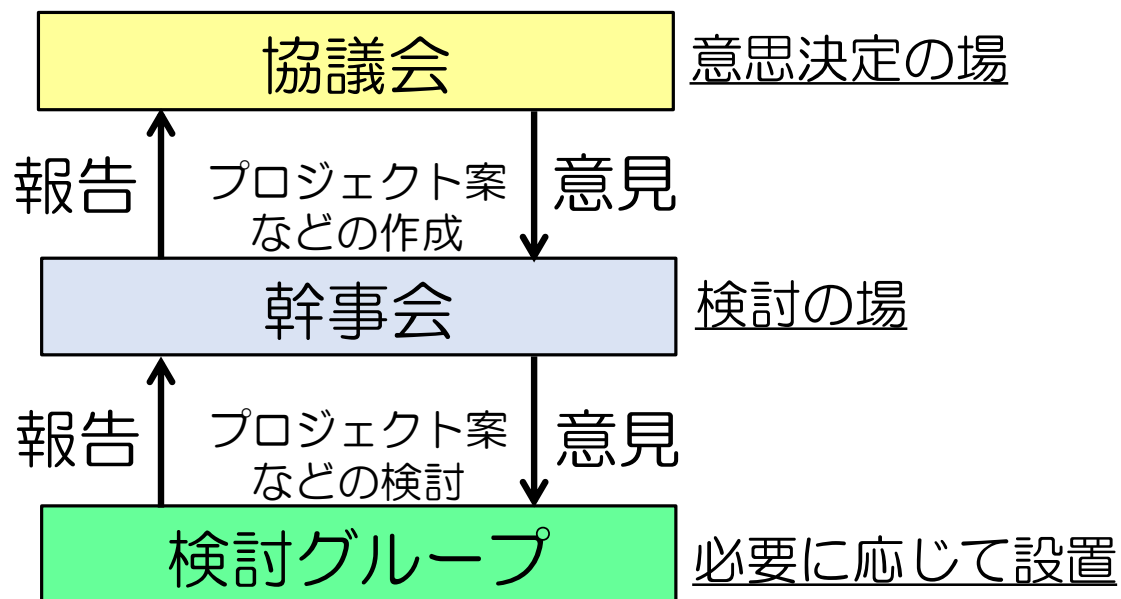 協議会
意思決定の場
報告
プロジェクト案
などの作成
意見
幹事会
検討の場
報告
プロジェクト案
などの検討
意見
検討グループ
必要に応じて設置